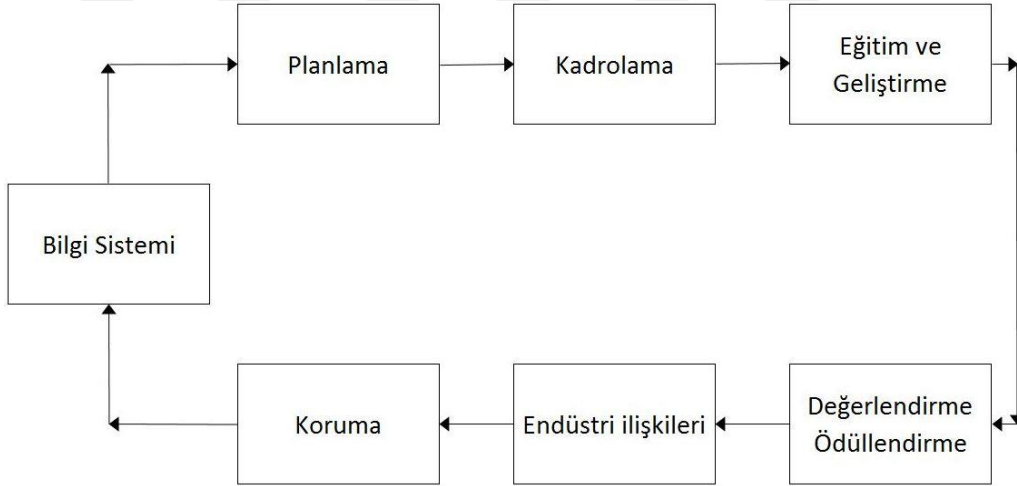 Planlama
Kadrolama
Eğitim ve
Geliştirme
Bilgi Sistemi
Koruma
Endüstri ilişkileri
Değerlendirme
Ödüllendirme